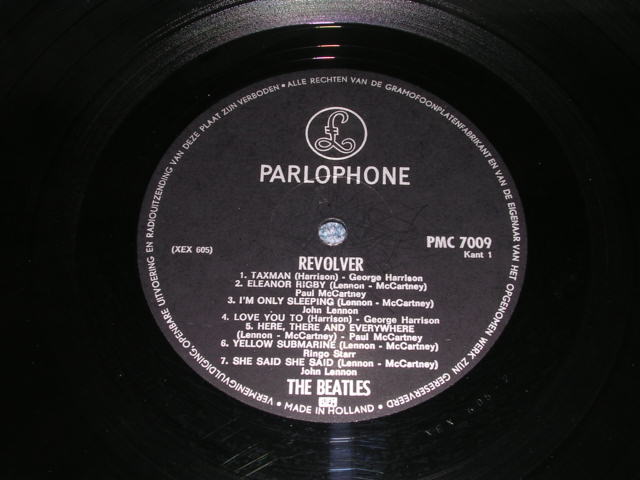 VERMENIGVULDIGING, OPENBARE UITVOERING EN RADIOUITZENDING VAN DEZE PLAAT ZIJN VERBODEN • ALLE RECHTEN VAN DE GRAMOFOONPLATENFABRIKANT EN VAN DE EIGENAAR VAN HET OPGENOMEN WERK ZIJN GERESERVEERD
£
PARLOPHONE
PMC 7009
Kant 1
(XEX 605)
REVOLVER
1. TAXMAN (Harrison) - George Harrison
2. ELEANOR RIGBY (Lennon - McCartney)
Paul McCartney
3. I'M ONLY SLEEPING (Lennon - McCartney)
John Lennon
4. LOVE YOU TO (Harrison) - George Harrison
5. HERE, THERE AND EVERYWHERE
(Lennon - McCartney) - Paul McCartney
6. YELLOW SUBMARINE (Lennon - McCartney)
Ringo Starr
7. SHE SAID SHE SAID (Lennon - McCartney)
John Lennon
THE BEATLES
• MADE IN HOLLAND •